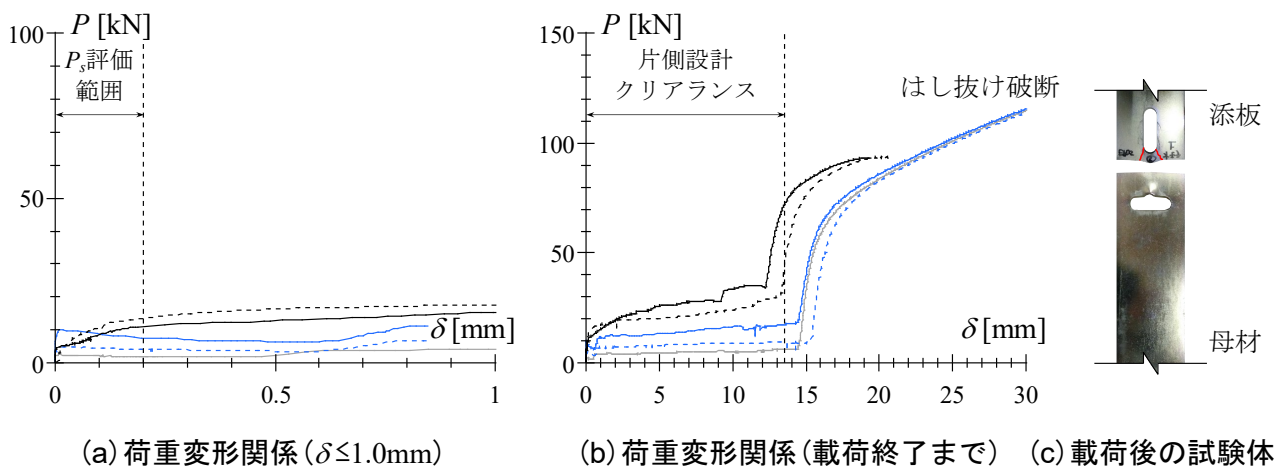 P [kN]
100
50
0
P_s評価
範囲
δ [mm]
0
0.5
1
(a) 荷重変形関係(δ≤1.0mm)
P [kN]
150
100
50
0
片側設計
クリアランス
はし抜け破断
δ [mm]
0
5
10
15
20
25
30
(b) 荷重変形関係(載荷終了まで)
添板
母材
(c) 載荷後の試験体